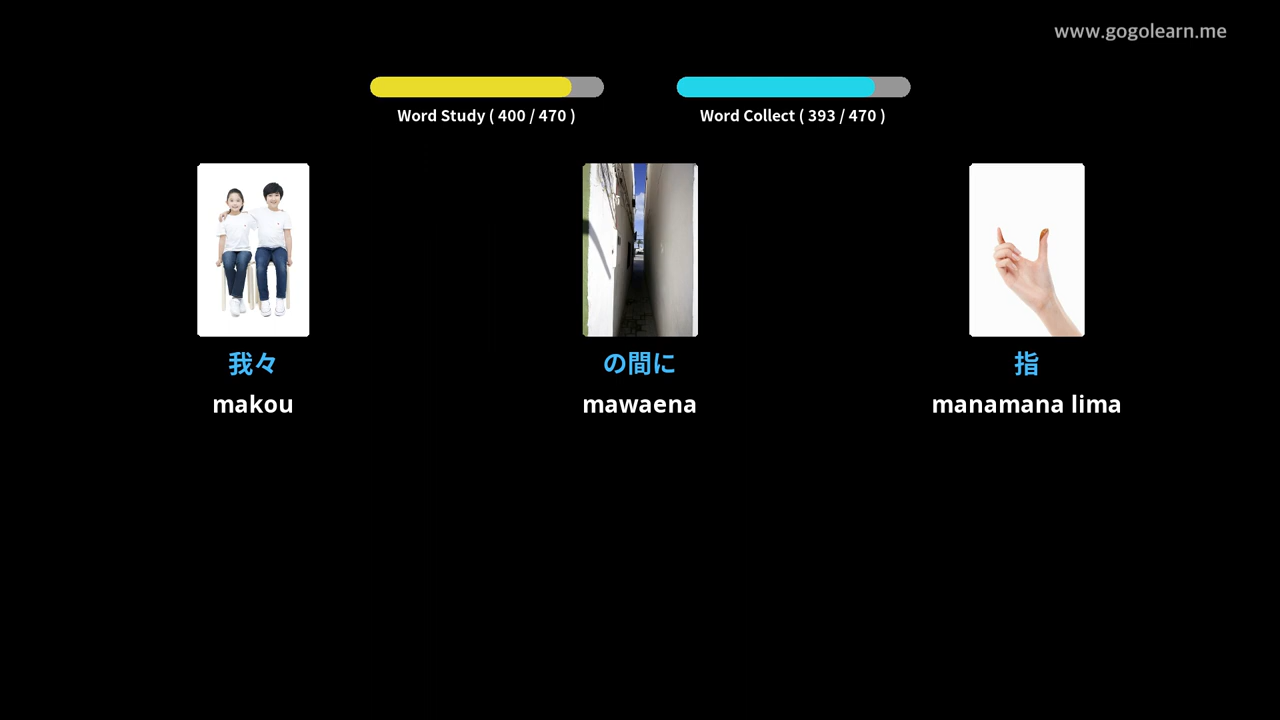 www.gogolearn.me
Word Study ( 400 / 470 )
Word Collect ( 393 / 470 )
我々
の間に
指
makou
mawaena
manamana lima